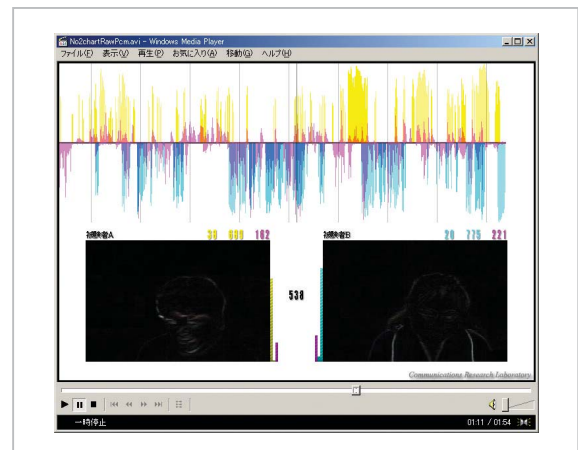 No2chartRawPcm.avi - Windows Media Player
ファイル(F) 表示(V) 再生(P) お気に入り(A) 移動(G) ヘルプ(H)
被験者A 30 600 162
被験者B 20 775 221
538
Communications Research Laboratory
一時停止 01:11 / 01:54